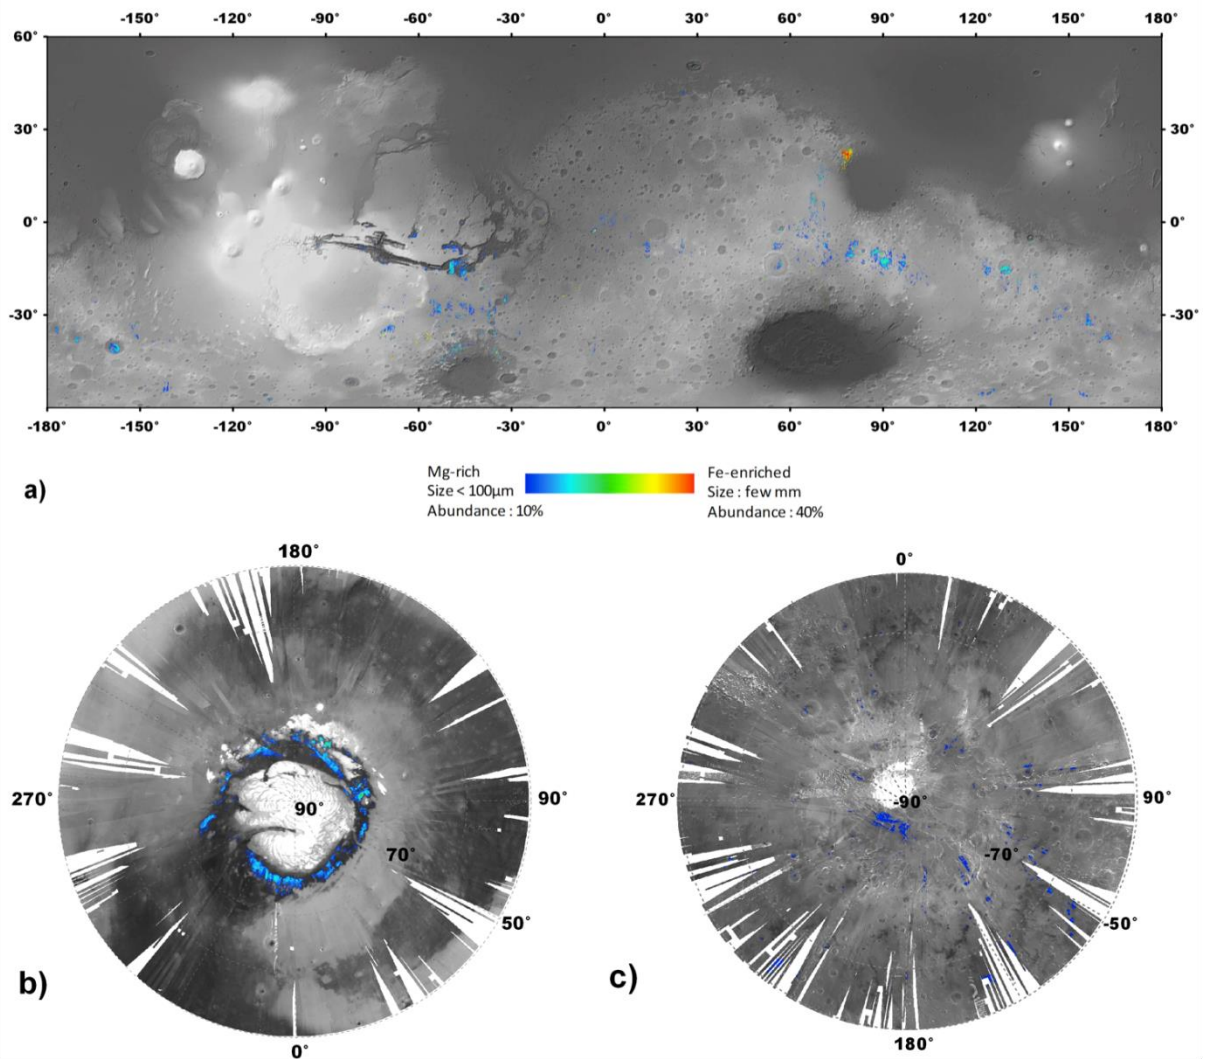 -150° -120° -90° -60° -30° 0° 30° 60° 90° 120° 150° 180°
60°
30° 30°
0° 0°
-30° -30°
-180° -150° -120° -90° -60° -30° 0° 30° 60° 90° 120° 150° 180°
Mg-rich Fe-enriched
Size < 100µm Size : few mm
Abundance : 10% Abundance : 40%
a)
180°
270° 90° 90°
70°
50°
0°
b)
0°
270° -90° 90°
-70°
-50°
180°
c)